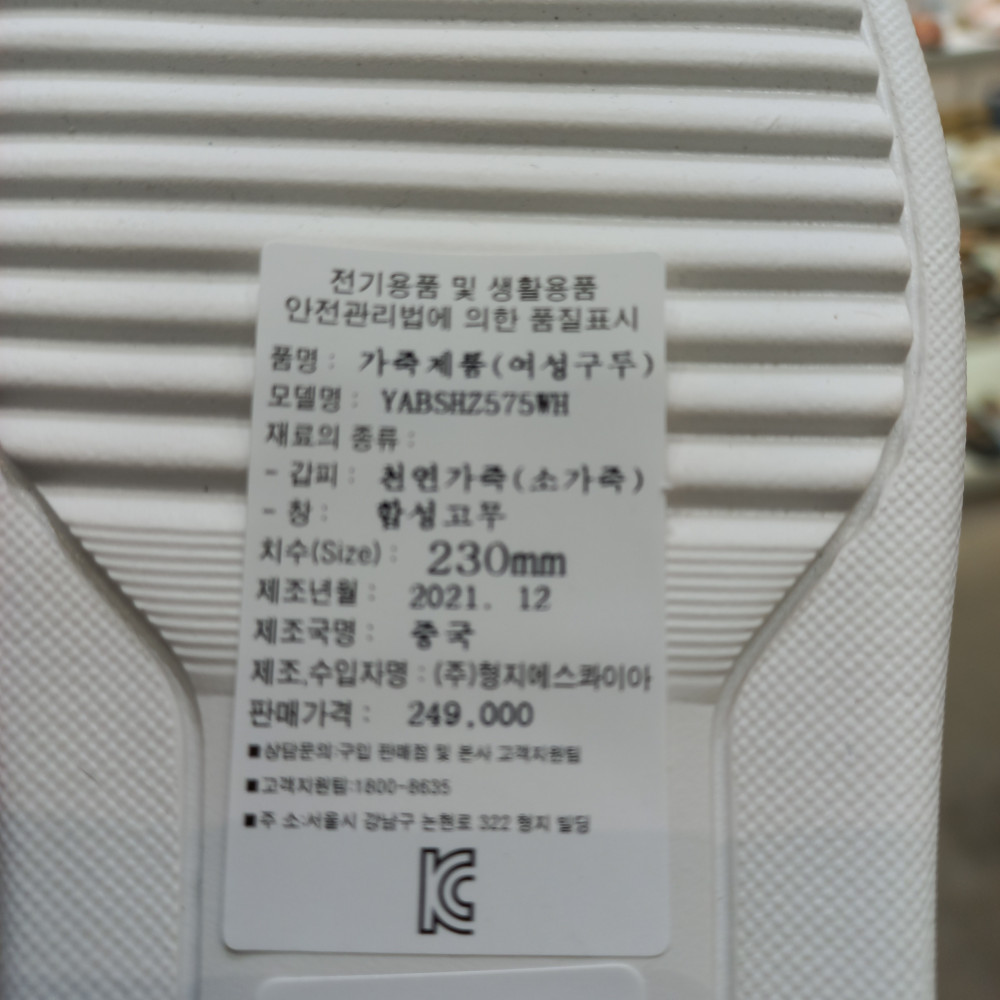 전기용품 및 생활용품
안전관리법에 의한 품질표시
품명 : 가죽제품(여성구두)
모델명 : YABSHZ575WH
재료의 종류 :
- 갑피 : 천연가죽(소가죽)
- 창 : 합성고무
치수(Size) : 230mm
제조년월 : 2021. 12
제조국명 : 중국
제조,수입자명 : (주)형지에스콰이아
판매가격 : 249,000
■상담문의:구입 판매점 및 본사 고객지원팀
■고객지원팀:1800-8635
■주 소:서울시 강남구 논현로 322 형지 빌딩
KC